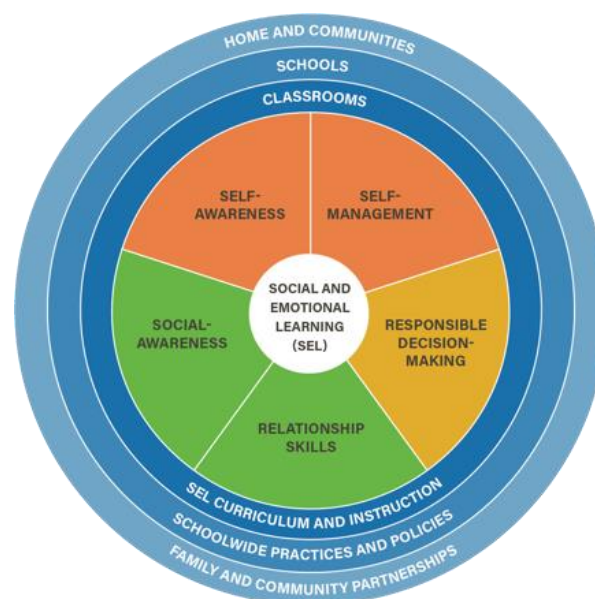 HOME AND COMMUNITIES
SCHOOLS
CLASSROOMS
SELF-
AWARENESS
SELF-
MANAGEMENT
SOCIAL AND
EMOTIONAL
LEARNING
(SEL)
SOCIAL-
AWARENESS
RESPONSIBLE
DECISION-
MAKING
RELATIONSHIP
SKILLS
SEL CURRICULUM AND INSTRUCTION
SCHOOLWIDE PRACTICES AND POLICIES
FAMILY AND COMMUNITY PARTNERSHIPS